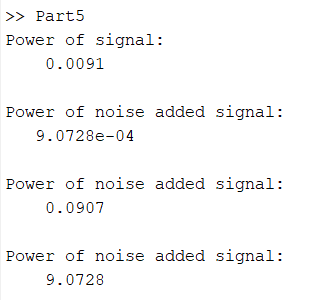 >> Part5
Power of signal:
0.0091
Power of noise added signal:
9.0728e-04
Power of noise added signal:
0.0907
Power of noise added signal:
9.0728